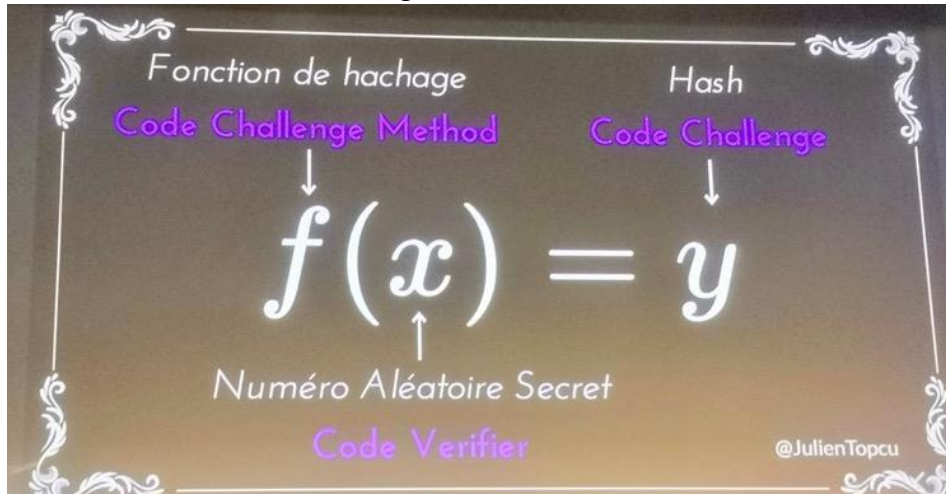 Fonction de hachage
Hash
Code Challenge Method
Code Challenge
f(x) = y
Numéro Aléatoire Secret
Code Verifier
@JulienTopcu